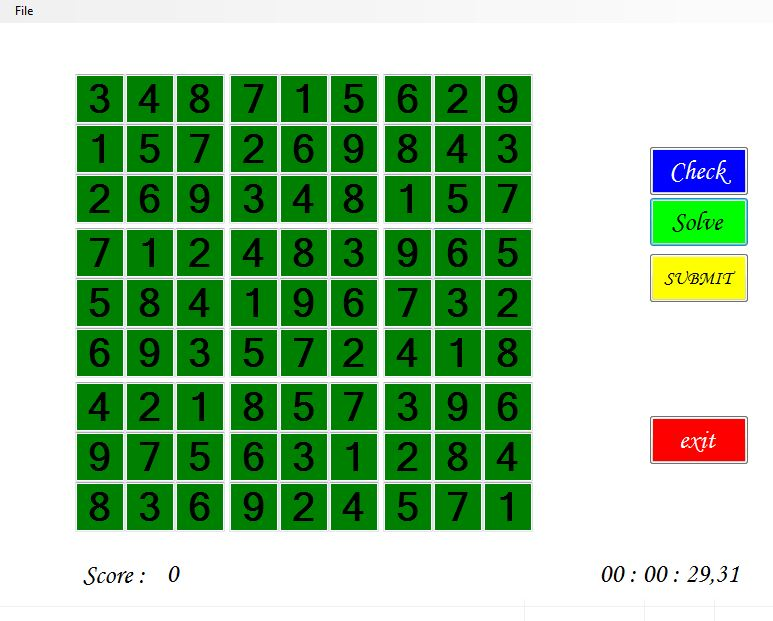 File
3 4 8 7 1 5 6 2 9
1 5 7 2 6 9 8 4 3
Check
2 6 9 3 4 8 1 5 7
Solve
7 1 2 4 8 3 9 6 5
SUBMIT
5 8 4 1 9 6 7 3 2
6 9 3 5 7 2 4 1 8
4 2 1 8 5 7 3 9 6
exit
9 7 5 6 3 1 2 8 4
8 3 6 9 2 4 5 7 1
Score : 0
00 : 00 : 29,31